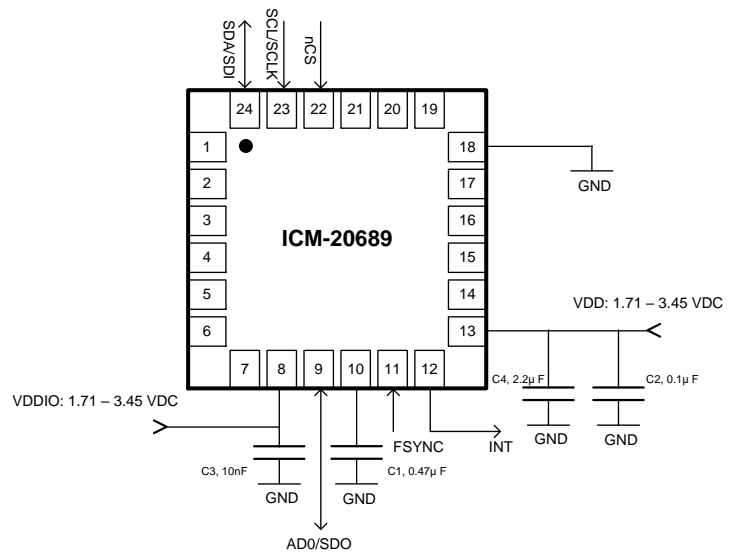 SDA/SDI
SCL/SCLK
nCS
24 23 22 21 20 19
1
2
3
4
5
6
18
17
16
15
14
13
ICM-20689
GND
VDD: 1.71 – 3.45 VDC
7 8 9 10 11 12
VDDIO: 1.71 – 3.45 VDC
C4, 2.2µ F
C2, 0.1µ F
GND
GND
FSYNC
INT
C3, 10nF
C1, 0.47µ F
GND
GND
AD0/SDO